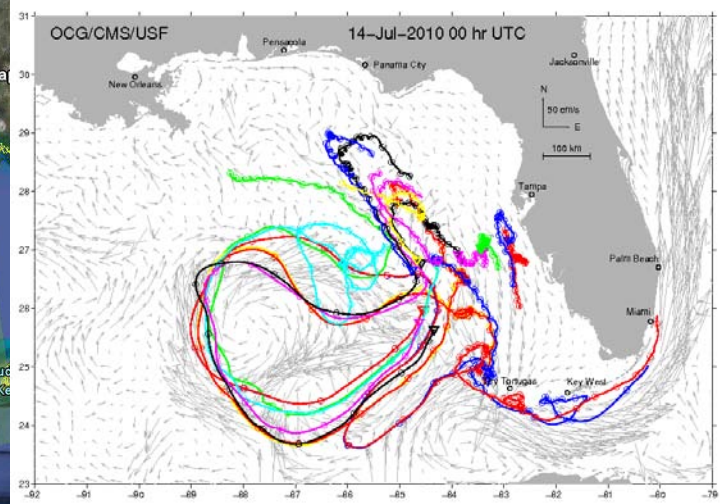 31
OCG/CMS/USF 14-Jul-2010 00 hr UTC
Pensacola
Panama City
Jacksonville
30
New Orleans
N
50 cm/s
E
29
100 km
28
Tampa
27
Palm Beach
26
Miami
25
Tortugas
Key West
24
23
-92 -91 -90 -89 -88 -87 -86 -85 -84 -83 -82 -81 -80 -79